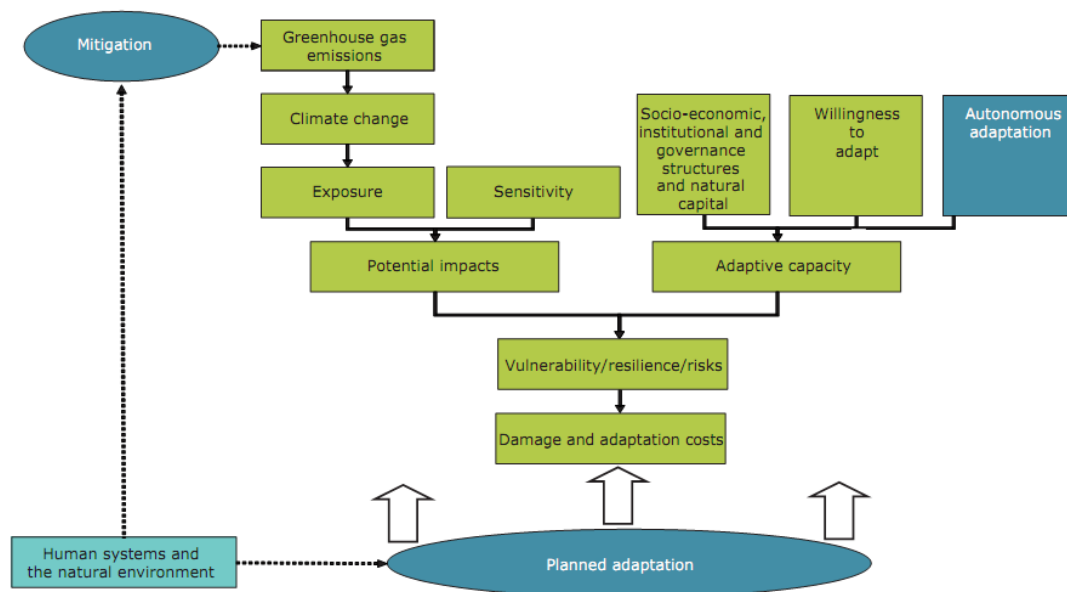 Mitigation
Greenhouse gas
emissions
Climate change
Exposure
Sensitivity
Socio-economic,
institutional and
governance
structures
and natural
capital
Willingness
to
adapt
Autonomous
adaptation
Potential impacts
Adaptive capacity
Vulnerability/resilience/risks
Damage and adaptation costs
Human systems and
the natural environment
Planned adaptation